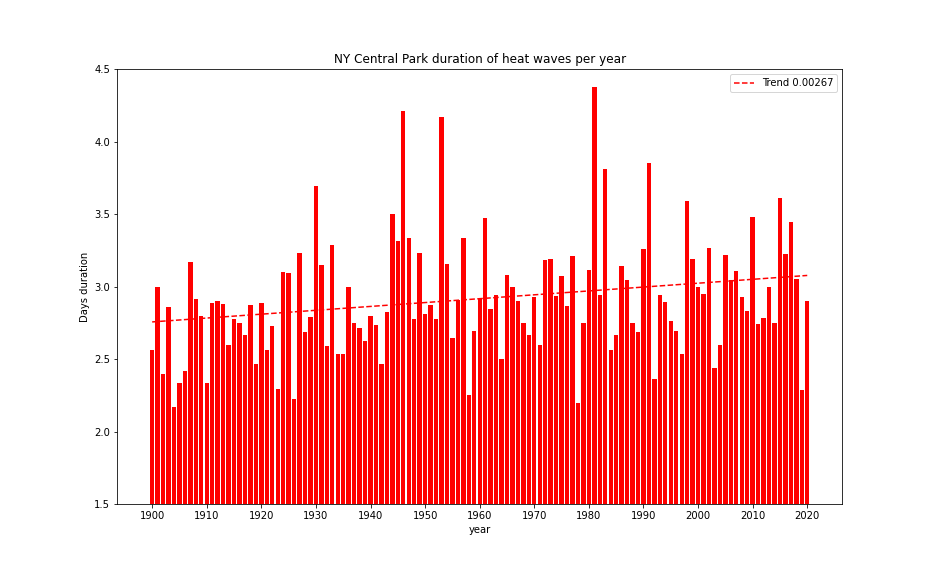 NY Central Park duration of heat waves per year
Trend 0.00267
Days duration
4.5
4.0
3.5
3.0
2.5
2.0
1.5
1900 1910 1920 1930 1940 1950 1960 1970 1980 1990 2000 2010 2020
year